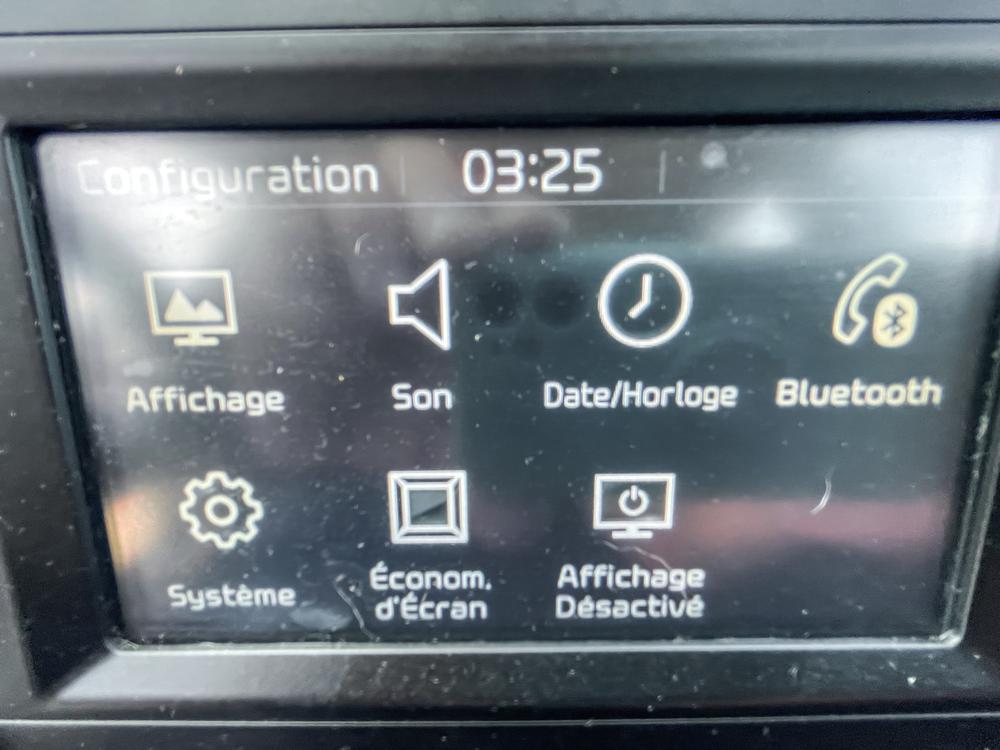 Configuration 03:25
Affichage Son Date/Horloge Bluetooth
Système Économ. d'Écran Affichage Désactivé